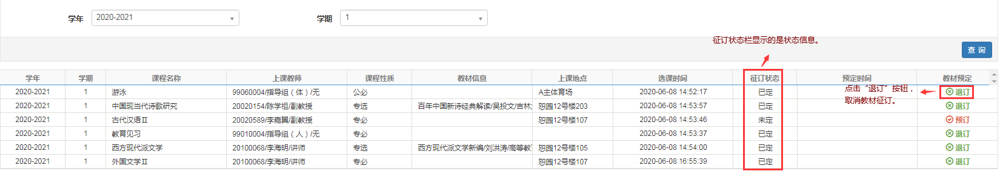 学年 2020-2021 学期 1
征订状态栏显示的是状态信息。
查 询
学年 学期 课程名称 上课教师 课程性质 教材信息 上课地点 选课时间 征订状态 预定时间 教材预定
2020-2021 1 游泳 99060004/指导组（体）/无 公必 A主体育场 2020-06-08 14:52:17 已定 退订
点击“退订”按钮，
取消教材征订。
2020-2021 1 中国现当代诗歌研究 20020154/陈学祖/副教授 专选 百年中国新诗经典解读/吴投文/吉林 恕园12号楼203 2020-06-08 14:53:57 已定 退订
2020-2021 1 古代汉语Ⅱ 20020589/李嘉翼/副教授 专必 恕园12号楼107 2020-06-08 14:53:46 未定 预订
2020-2021 1 教育见习 99010004/指导组（人）/无 专必 2020-06-08 14:53:37 已定 退订
2020-2021 1 西方现代派文学 20100068/李海明/讲师 专选 西方现代派文学新编/刘洪涛/高等教 恕园12号楼105 2020-06-08 14:54:00 已定 退订
2020-2021 1 外国文学Ⅱ 20100068/李海明/讲师 专必 恕园12号楼107 2020-06-08 16:55:39 已定 退订